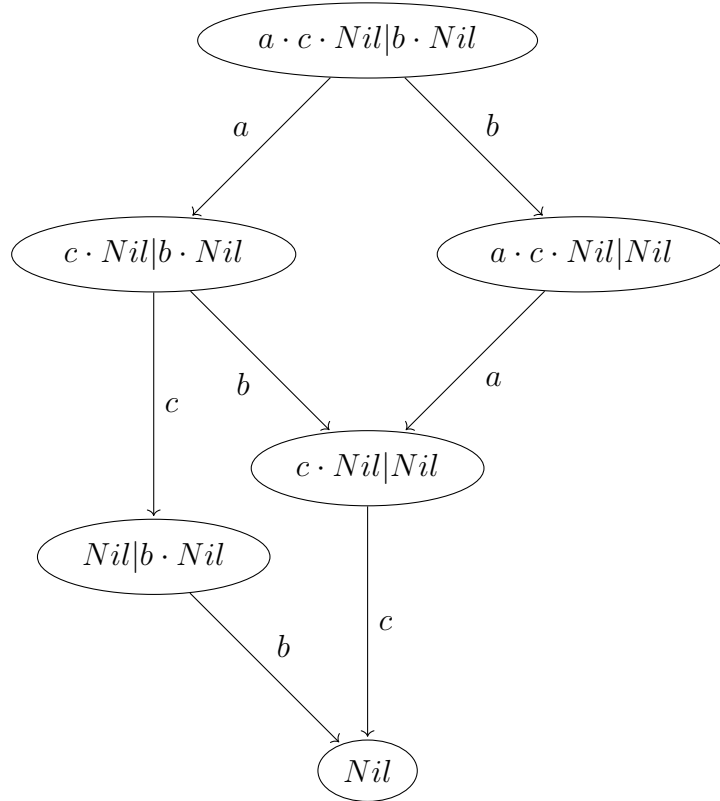 a · c · Nil|b · Nil
a
b
c · Nil|b · Nil
a · c · Nil|Nil
b
a
c
c · Nil|Nil
Nil|b · Nil
c
b
Nil